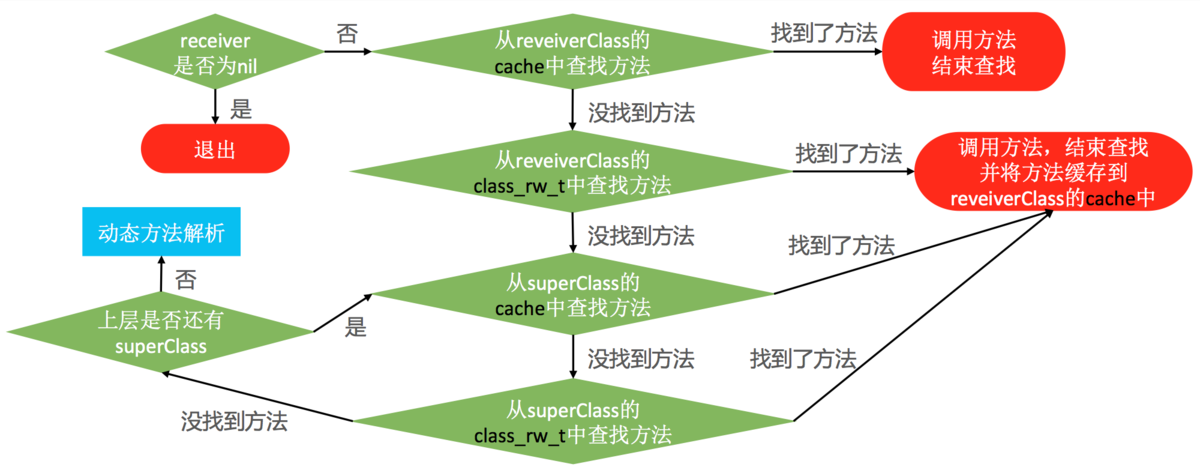 receiver
是否为nil
否
从reveiverClass的
cache中查找方法
找到了方法
调用方法
结束查找
是
没找到方法
退出
从reveiverClass的
class_rw_t中查找方法
找到了方法
调用方法，结束查找
并将方法缓存到
reveiverClass的cache中
没找到方法
动态方法解析
找到了方法
否
从superClass的
cache中查找方法
上层是否还有
superClass
是
没找到方法
找到了方法
没找到方法
从superClass的
class_rw_t中查找方法